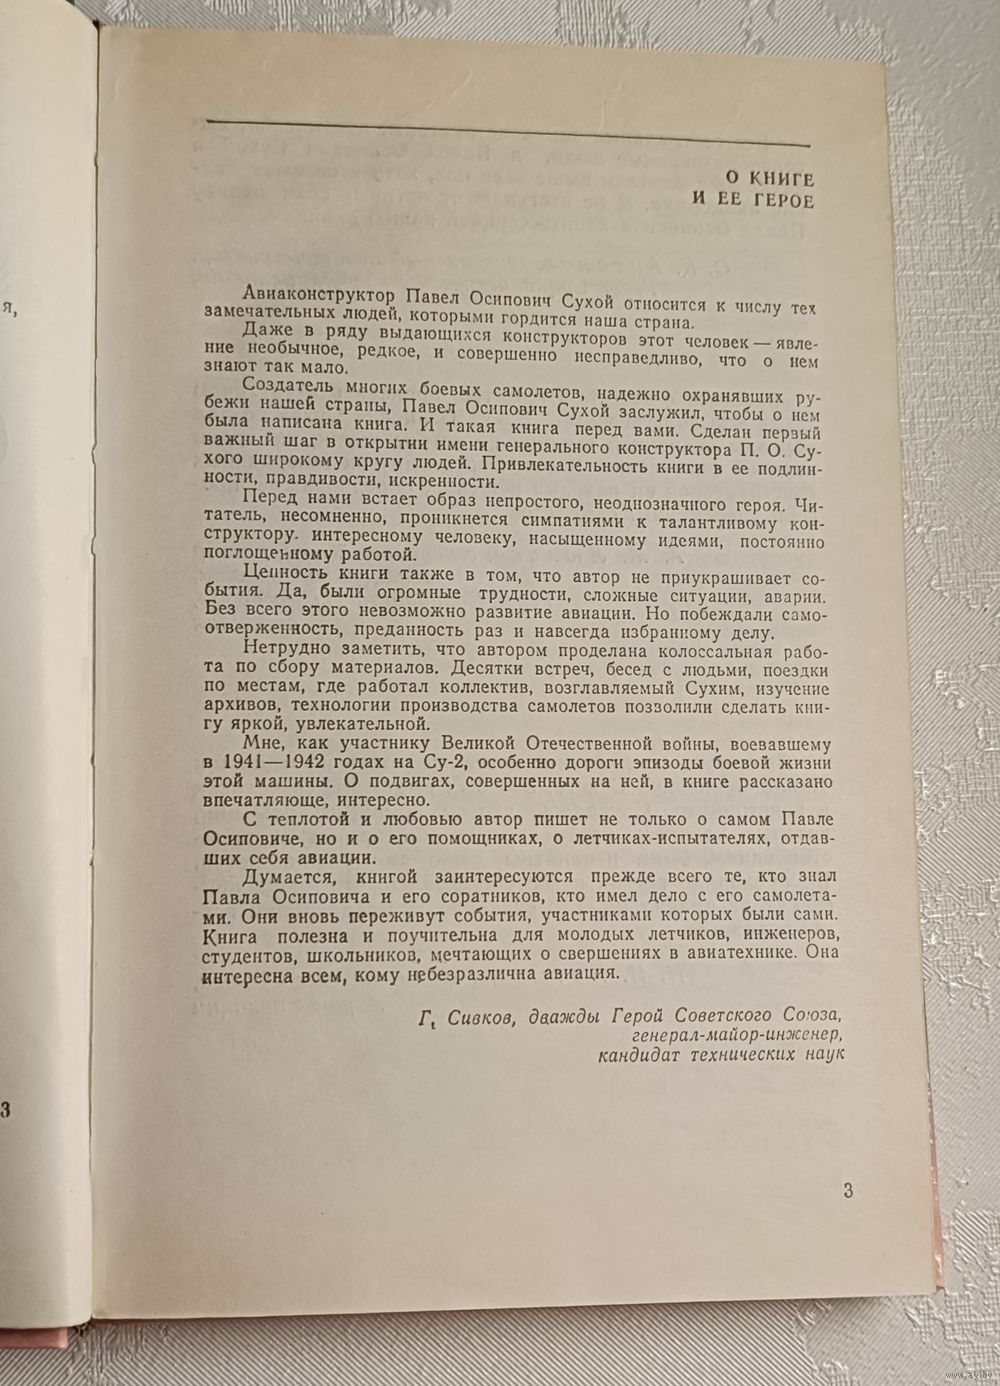 О КНИГЕ
И ЕЕ ГЕРОЕ
Авиаконструктор Павел Осипович Сухой относится к числу тех
замечательных людей, которыми гордится наша страна.
Даже в ряду выдающихся конструкторов этот человек — явле-
ние необычное, редкое, и совершенно несправедливо, что о нем
знают так мало.
Создатель многих боевых самолетов, надежно охранявших ру-
бежи нашей страны, Павел Осипович Сухой заслужил, чтобы о нем
была написана книга. И такая книга перед вами. Сделан первый
важный шаг в открытии имени генерального конструктора П. О. Су-
хого широкому кругу людей. Привлекательность книги в ее подлин-
ности, правдивости, искренности.
Перед нами встает образ непростого, неоднозначного героя. Чи-
татель, несомненно, проникнется симпатиями к талантливому кон-
структору. интересному человеку, насыщенному идеями, постоянно
поглощенному работой.
Ценность книги также в том, что автор не приукрашивает со-
бытия. Да, были огромные трудности, сложные ситуации, аварии.
Без всего этого невозможно развитие авиации. Но побеждали само-
отверженность, преданность раз и навсегда избранному делу.
Нетрудно заметить, что автором проделана колоссальная рабо-
та по сбору материалов. Десятки встреч, бесед с людьми, поездки
по местам, где работал коллектив, возглавляемый Сухим, изучение
архивов, технологии производства самолетов позволили сделать кни-
гу яркой, увлекательной.
Мне, как участнику Великой Отечественной войны, воевавшему
в 1941—1942 годах на Су-2, особенно дороги эпизоды боевой жизни
этой машины. О подвигах, совершенных на ней, в книге рассказано
впечатляюще, интересно.
С теплотой и любовью автор пишет не только о самом Павле
Осиповиче, но и о его помощниках, о летчиках-испытателях, отдав-
ших себя авиации.
Думается, книгой заинтересуются прежде всего те, кто знал
Павла Осиповича и его соратников, кто имел дело с его самолета-
ми. Они вновь переживут события, участниками которых были сами.
Книга полезна и поучительна для молодых летчиков, инженеров,
студентов, школьников, мечтающих о свершениях в авиатехнике. Она
интересна всем, кому небезразлична авиация.
Г. Сивков, дважды Герой Советского Союза,
генерал-майор-инженер,
кандидат технических наук
3
я,
3
www.ay.by